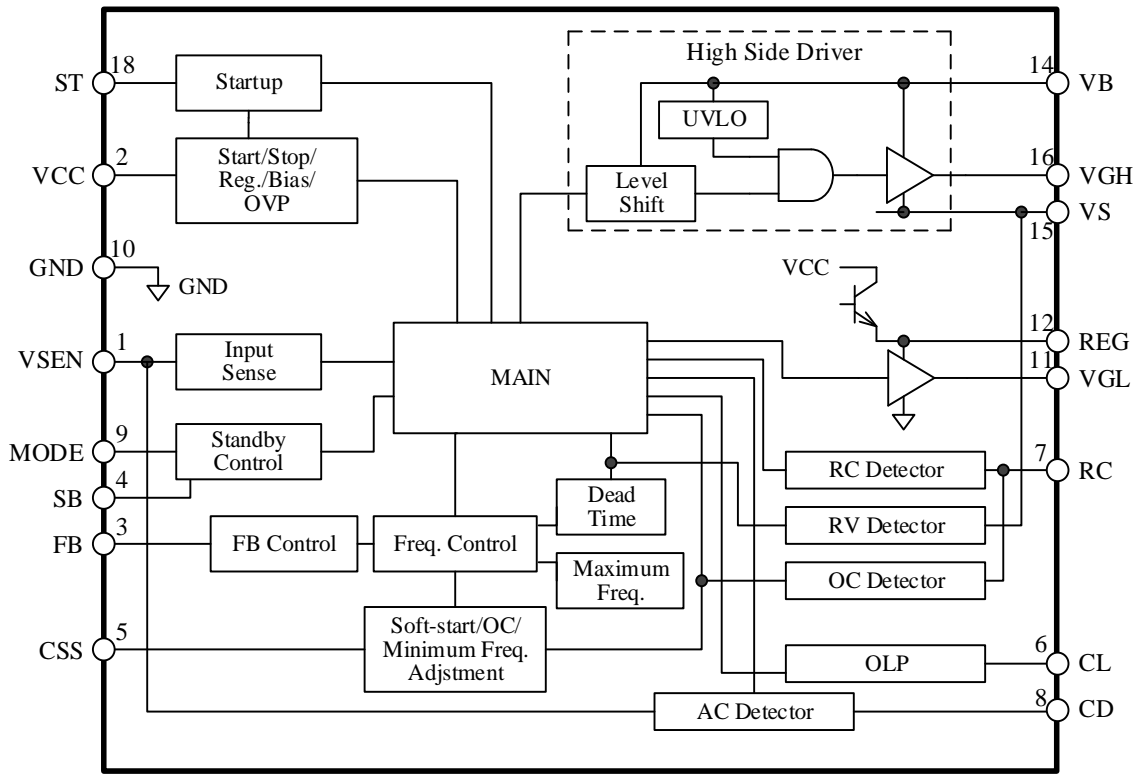 High Side Driver
18
ST
Startup
14
VB
UVLO
2
VCC
Start/Stop/
Reg./Bias/
OVP
Level
Shift
16
VGH
VS
15
10
GND
GND
VCC
1
VSEN
Input
Sense
MAIN
12
REG
11
VGL
9
MODE
Standby
Control
4
SB
RC Detector
7
RC
Dead
Time
3
FB
FB Control
Freq. Control
RV Detector
Maximum
Freq.
OC Detector
5
CSS
Soft-start/OC/
Minimum Freq.
Adjstment
OLP
6
CL
AC Detector
8
CD